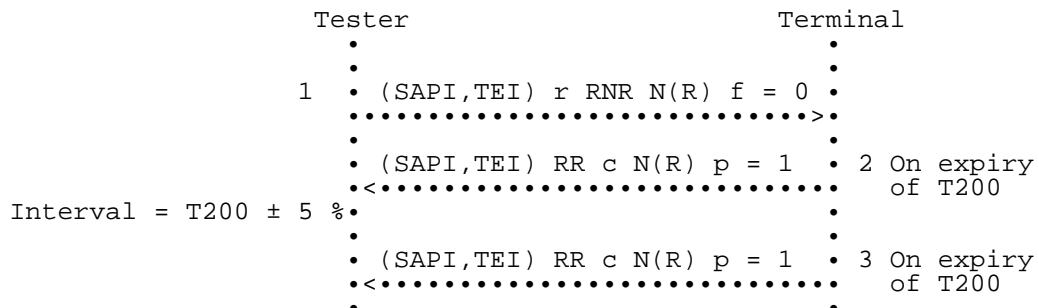 Tester Terminal
1 (SAPI,TEI) r RNR N(R) f = 0
(SAPI,TEI) RR c N(R) p = 1 2 On expiry
of T200
Interval = T200 ± 5 %
(SAPI,TEI) RR c N(R) p = 1 3 On expiry
of T200